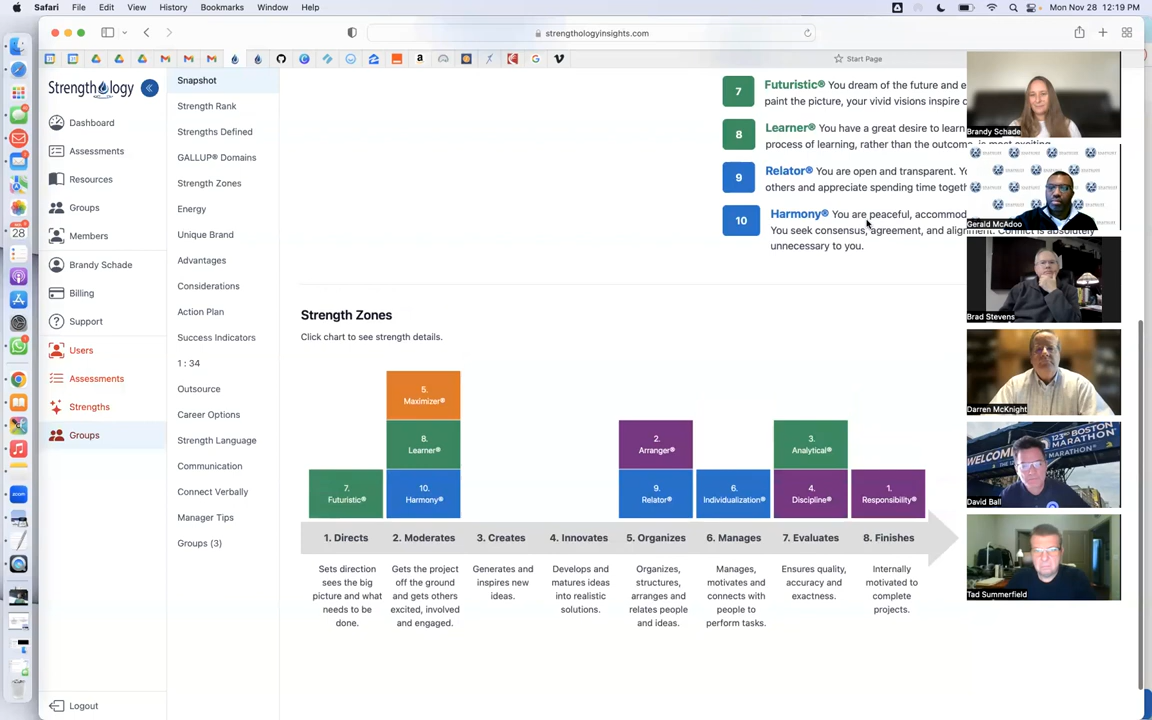 Safari File Edit View History Bookmarks Window Help
Mon Nov 28 12:19 PM
strengthologyinsights.com
Start Page
Strengthology
Dashboard
Assessments
Resources
Groups
Members
Brandy Schade
Billing
Support
Users
Assessments
Strengths
Groups
Logout
Snapshot
Strength Rank
Strengths Defined
GALLUP® Domains
Strength Zones
Energy
Unique Brand
Advantages
Considerations
Action Plan
Success Indicators
1 : 34
Outsource
Career Options
Strength Language
Communication
Connect Verbally
Manager Tips
Groups (3)
7 Futuristic® You dream of the future and e
paint the picture, your vivid visions inspire
8 Learner® You have a great desire to learn
process of learning, rather than the outcome, is most exciting.
9 Relator® You are open and transparent.
others and appreciate spending time togeth
10 Harmony® You are peaceful, accommod
You seek consensus, agreement, and alignment. Conflict is absolutely
unnecessary to you.
Strength Zones
Click chart to see strength details.
5.
Maximizer®
8.
Learner®
2.
Arranger®
3.
Analytical®
7.
Futuristic®
10.
Harmony®
9.
Relator®
6.
Individualization®
4.
Discipline®
1.
Responsibility®
1. Directs 2. Moderates 3. Creates 4. Innovates 5. Organizes 6. Manages 7. Evaluates 8. Finishes
Sets direction
sees the big
picture and what
needs to be
done.
Gets the project
off the ground
and gets others
excited, involved
and engaged.
Generates and
inspires new
ideas.
Develops and
matures ideas
into realistic
solutions.
Organizes,
structures,
arranges and
relates people
and ideas.
Manages,
motivates and
connects with
people to
perform tasks.
Ensures quality,
accuracy and
exactness.
Internally
motivated to
complete
projects.
Brandy Schade
Gerald McAdoo
Brad Stevens
Darren McKnight
WELCOME
123RD BOSTON
MARATHON
David Ball
Tad Summerfield